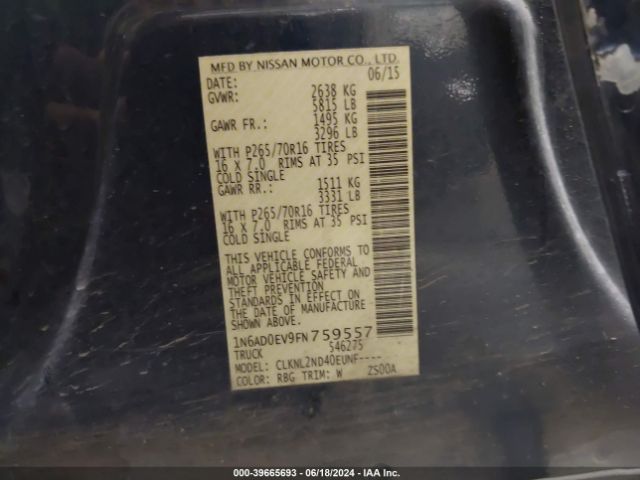 MFD BY NISSAN MOTOR CO., LTD.
DATE: 06/15
GVWR: 2638 KG
5815 LB
GAWR FR.: 1495 KG
3296 LB
WITH P265/70R16 TIRES
16 X 7.0 RIMS AT 35 PSI
COLD SINGLE
GAWR RR.: 1511 KG
3331 LB
WITH P265/70R16 TIRES
16 X 7.0 RIMS AT 35 PSI
COLD SINGLE
THIS VEHICLE CONFORMS TO
ALL APPLICABLE FEDERAL
MOTOR VEHICLE SAFETY AND
THEFT PREVENTION
STANDARDS IN EFFECT ON
THE DATE OF MANUFACTURE
SHOWN ABOVE.
1N6AD0EV9FN759557
TRUCK 546275
MODEL: CLKNL2ND40EUNF----
COLOR: RBG TRIM: W ZS00A
000-39665693 - 06/18/2024 - IAA Inc.